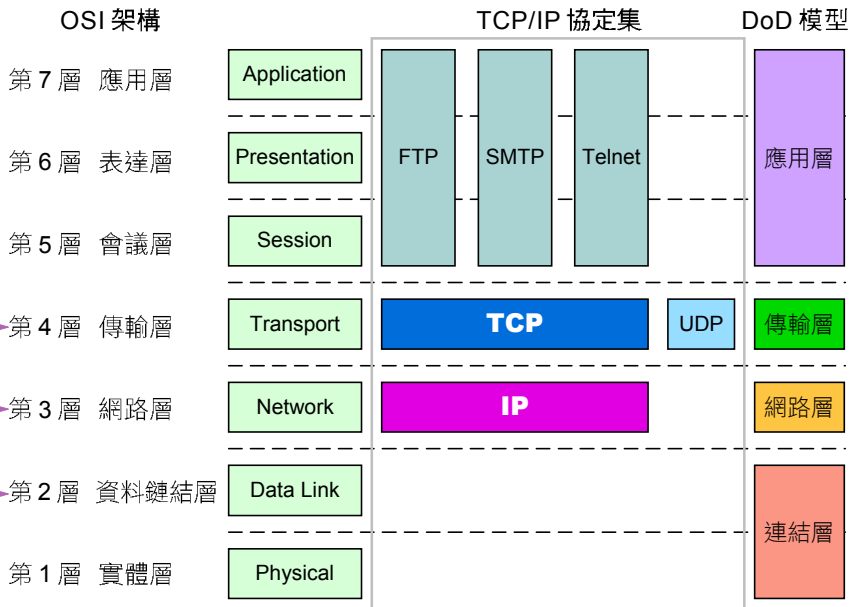 OSI 架構 TCP/IP 協定集 DoD 模型
第 7 層 應用層 Application
第 6 層 表達層 Presentation FTP SMTP Telnet 應用層
第 5 層 會議層 Session
第 4 層 傳輸層 Transport TCP UDP 傳輸層
第 3 層 網路層 Network IP 網路層
第 2 層 資料鏈結層 Data Link
連結層
第 1 層 實體層 Physical